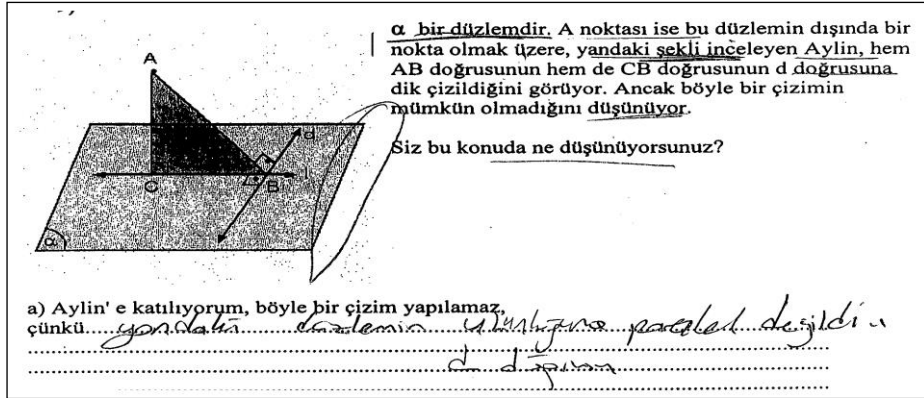 α bir düzlemdir. A noktası ise bu düzlemin dışında bir
nokta olmak üzere, yandaki şekli inceleyen Aylin, hem
AB doğrusunun hem de CB doğrusunun d doğrusuna
dik çizildiğini görüyor. Ancak böyle bir çizimin
mümkün olmadığını düşünüyor.
Siz bu konuda ne düşünüyorsunuz?
A
d
C
B
l
α
a) Aylin' e katılıyorum, böyle bir çizim yapılamaz,
çünkü.... yandaki düzlemin uzunluğuna paralel değildir.
d doğrusu